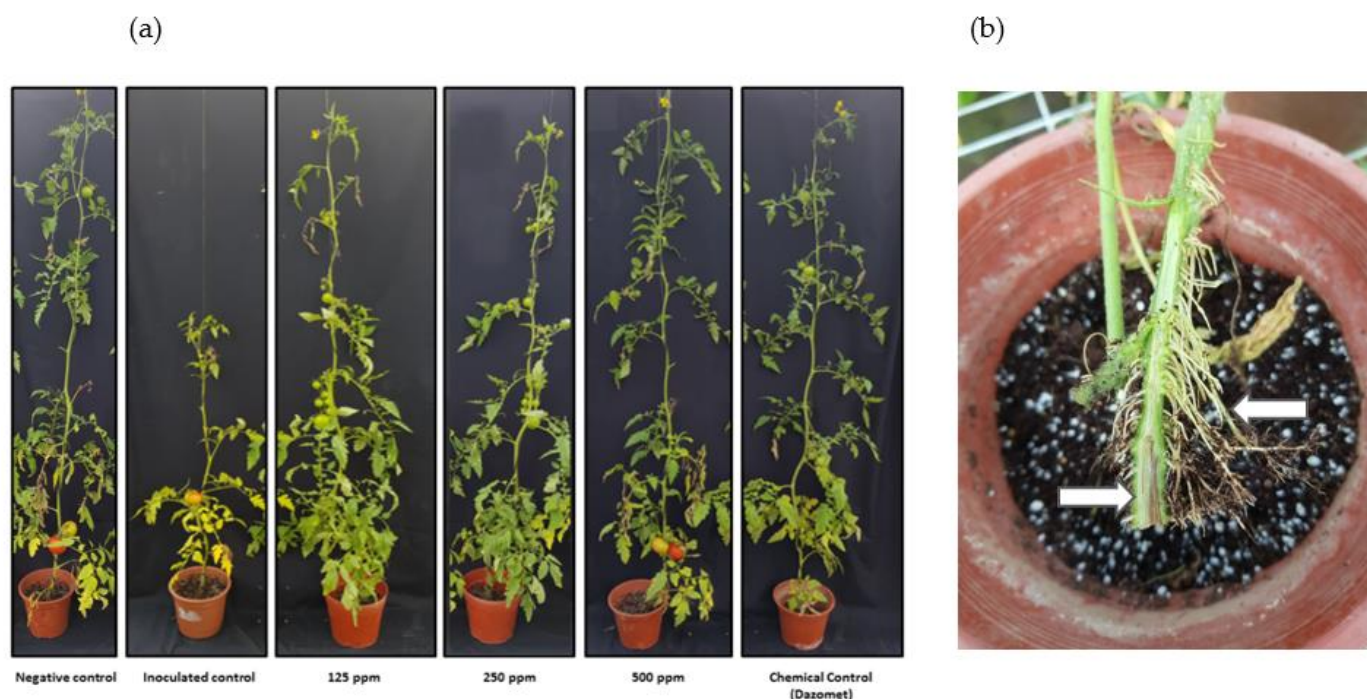 (a)
(b)
Negative control
Inoculated control
125 ppm
250 ppm
500 ppm
Chemical Control
(Dazomet)